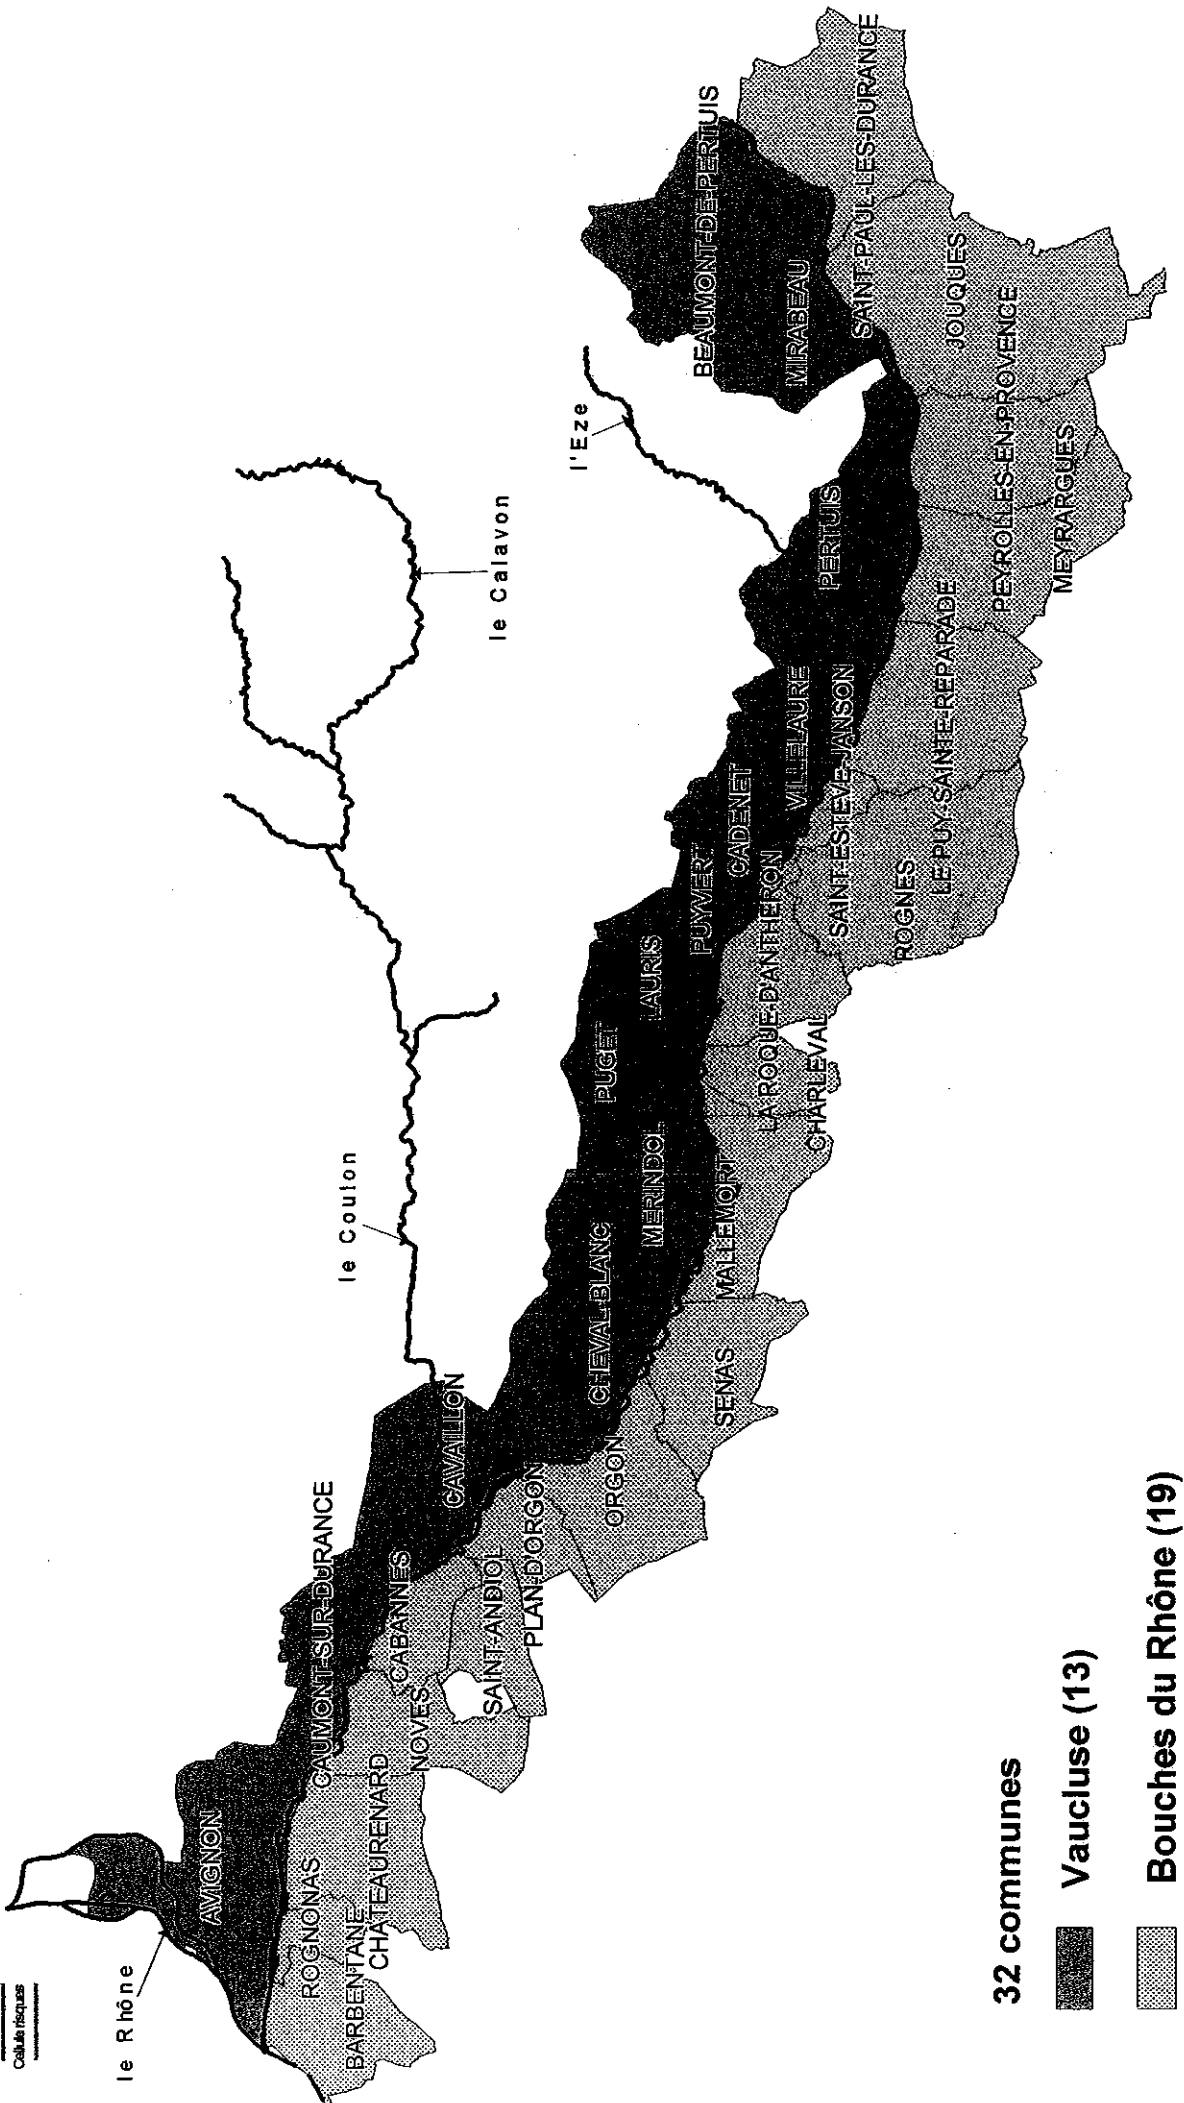 Cellule risques
le Rhône
AVIGNON
ROGNONAS
BARBENTANE
CHATEAURENARD
CAUMONT-SUR-DURANCE
NOVES
CABANNES
SAINT-ANDIOL
PLAN-D'ORGON
CAVAILLON
ORGON
SENAS
le Coulon
le Calavon
CHEVAL-BLANC
MERINDOL
MALLEMORT
PUGET
LAURIS
CHARLEVAL
LA ROQUE-D'ANTHERON
PUYVERT
CADENET
VILLELAURE
SAINT-ESTEVE-JANSON
ROGNES
LE PUY-SAINTE-REPARADE
l'Eze
PERTUIS
MEYRARGUES
PEYROLLES-EN-PROVENCE
JOUQUES
MIRABEAU
BEAUMONT-DE-PERTUIS
SAINT-PAUL-LES-DURANCE
32 communes
Vaucluse (13)
Bouches du Rhône (19)